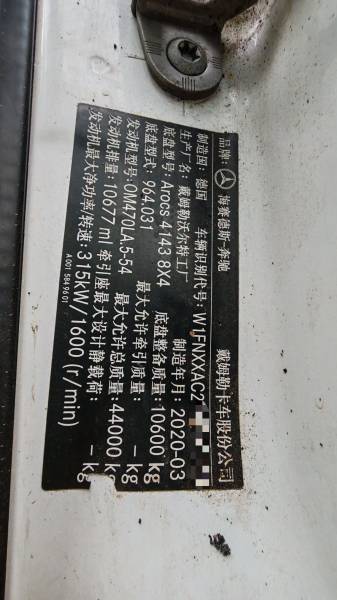 品牌: 梅赛德斯-奔驰 戴姆勒卡车股份公司
制造国: 德国 车辆识别代号: W1FNXXAC2
生产厂名: 戴姆勒沃尔特工厂 制造年月: 2020-03
底盘型号: Arocs 4143 8X4 底盘整备质量: 10600 kg
底盘型式: 964.031 最大允许总质量: 44000 kg
发动机型号: OM470LA.5-54 最大允许牵引质量: - kg
发动机排量: 10677 ml 牵引座最大设计静载荷: - kg
发动机最大净功率/转速: 315kW/1600 (r/min)
A 001 584 96 01